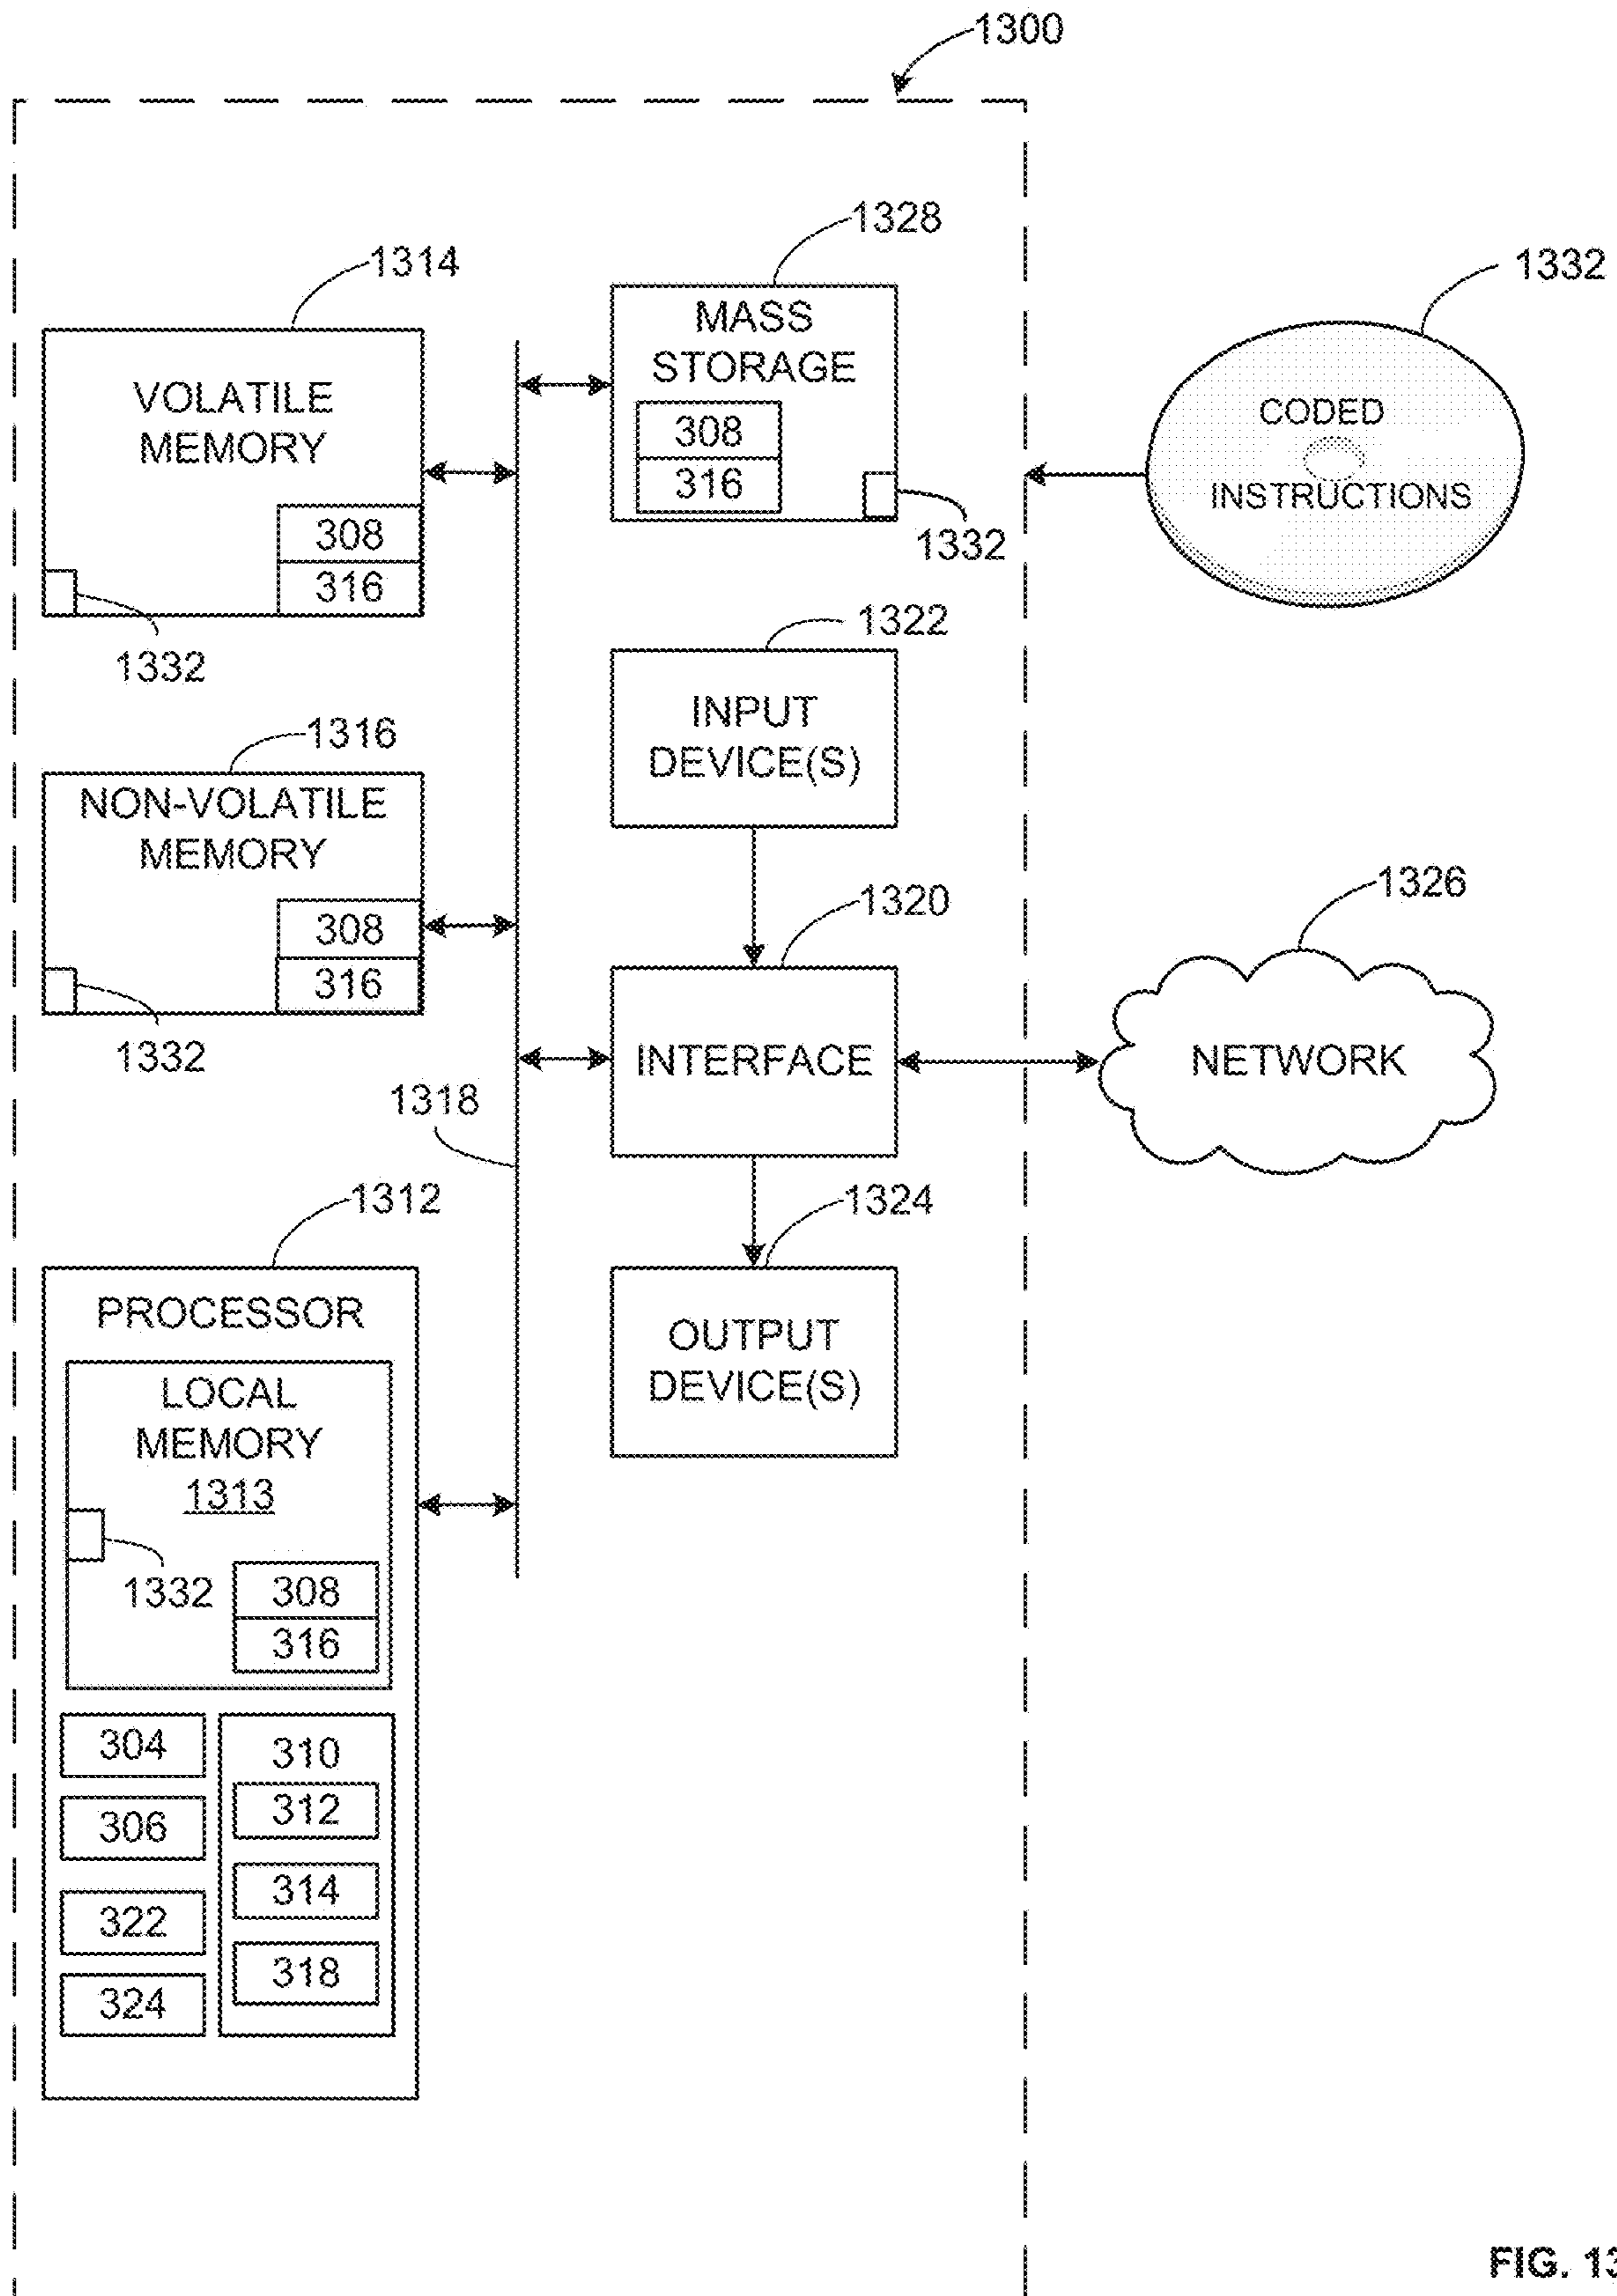 1300
1328
1314
1332
MASS
STORAGE
308
316
1332
VOLATILE
MEMORY
308
316
1332
CODED
INSTRUCTIONS
1322
INPUT
DEVICE(S)
1316
NON-VOLATILE
MEMORY
308
316
1332
1320
INTERFACE
1326
NETWORK
1318
1312
1324
OUTPUT
DEVICE(S)
PROCESSOR
LOCAL
MEMORY
1313
1332
308
316
304
306
322
324
310
312
314
318
FIG. 13